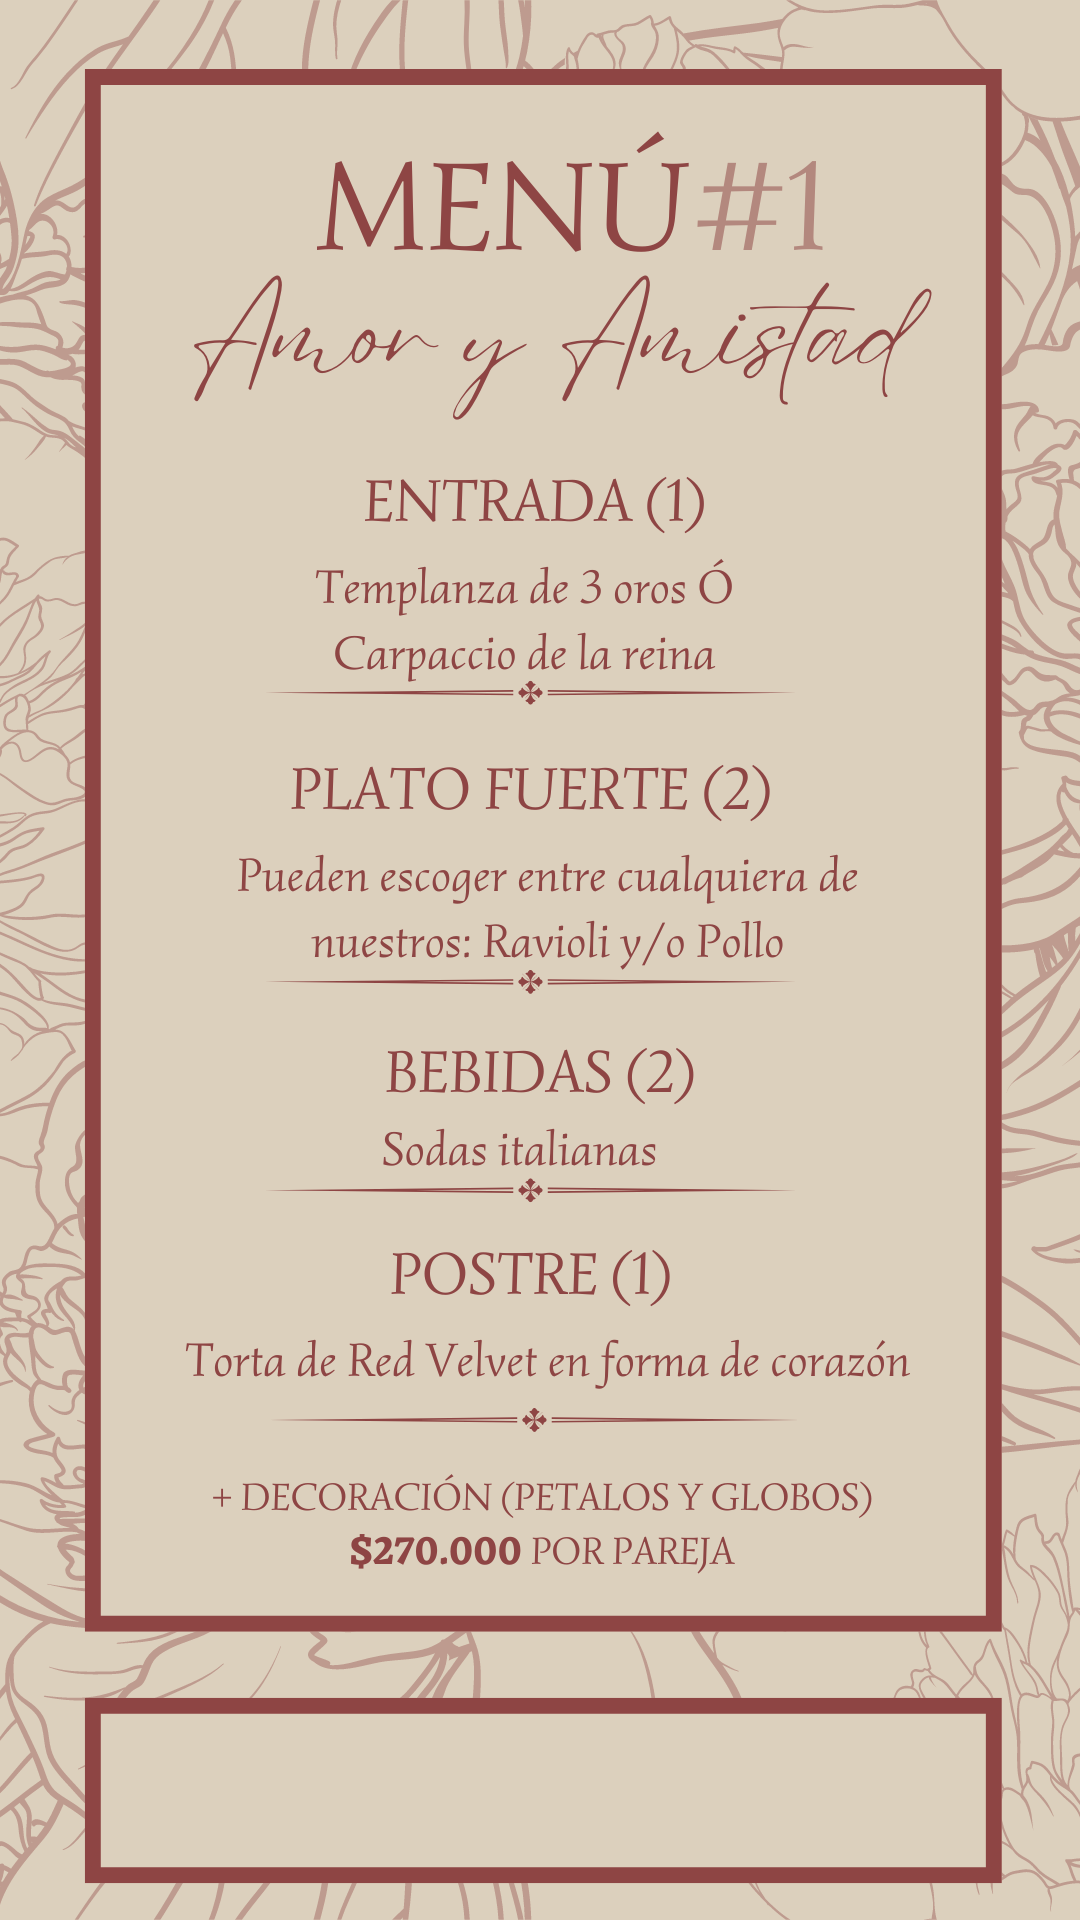 MENÚ #1
Amor y Amistad
ENTRADA (1)
Templanza de 3 oros Ó
Carpaccio de la reina
PLATO FUERTE (2)
Pueden escoger entre cualquiera de
nuestros: Ravioli y/o Pollo
BEBIDAS (2)
Sodas italianas
POSTRE (1)
Torta de Red Velvet en forma de corazón
+ DECORACIÓN (PETALOS Y GLOBOS)
$270.000 POR PAREJA